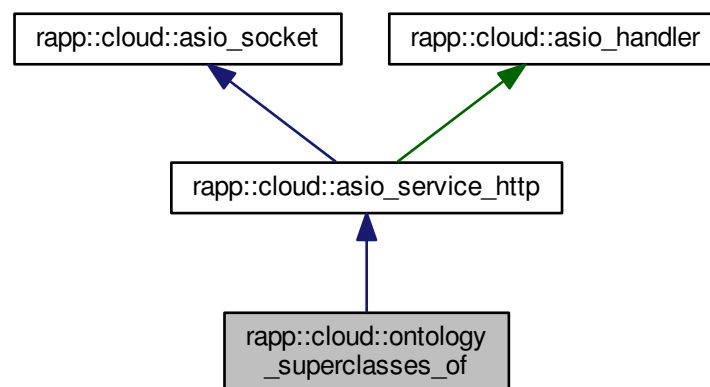 rapp::cloud::asio_socket
rapp::cloud::asio_handler
rapp::cloud::asio_service_http
rapp::cloud::ontology
_superclasses_of